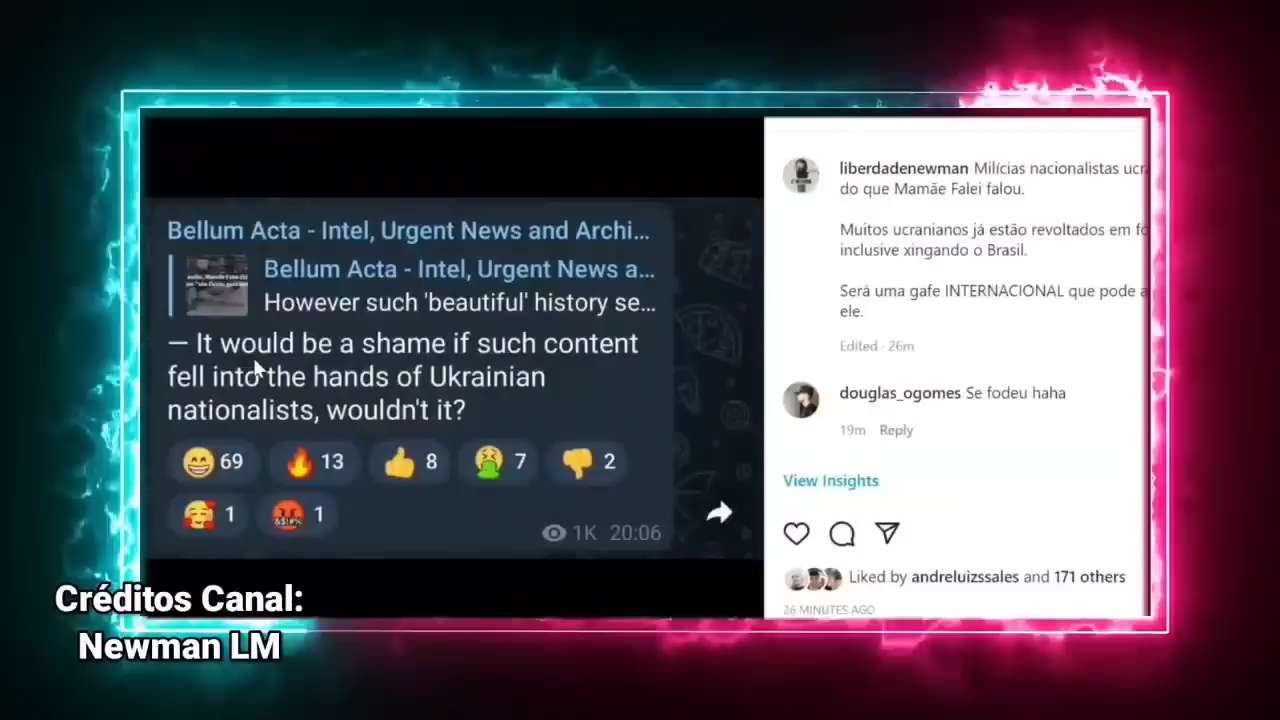 Bellum Acta - Intel, Urgent News and Archi...
Bellum Acta - Intel, Urgent News a...
However such 'beautiful' history se...
— It would be a shame if such content
fell into the hands of Ukrainian
nationalists, wouldn't it?
69
13
8
7
2
1
1
1K 20:06
liberdadenewman Milícias nacionalistas ucr
do que Mamãe Falei falou.
Muitos ucranianos já estão revoltados em fo
inclusive xingando o Brasil.
Será uma gafe INTERNACIONAL que pode a
ele.
Edited · 26m
douglas_ogomes Se fodeu haha
19m Reply
View Insights
Liked by andreluizssales and 171 others
26 MINUTES AGO
Créditos Canal:
Newman LM